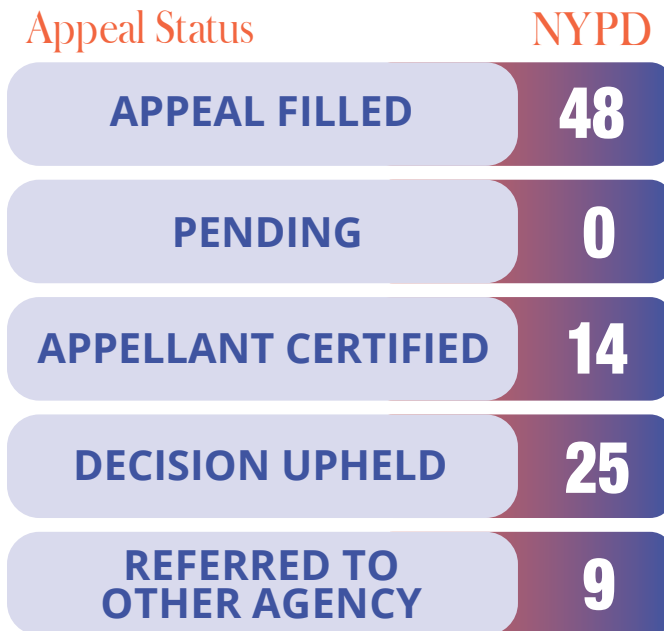 Appeal Status NYPD
APPEAL FILLED 48
PENDING 0
APPELLANT CERTIFIED 14
DECISION UPHELD 25
REFERRED TO
OTHER AGENCY 9